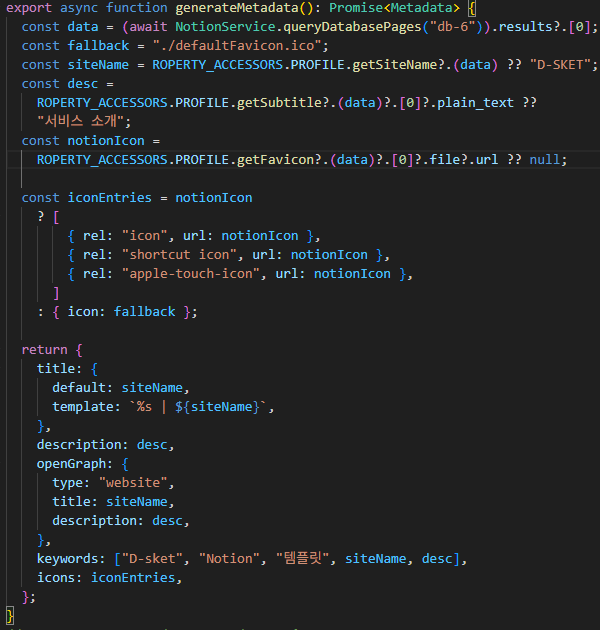 export async function generateMetadata(): Promise<Metadata> {
  const data = (await NotionService.queryDatabasePages("db-6")).results?.[0];
  const fallback = "./defaultFavicon.ico";
  const siteName = ROPERTY_ACCESSORS.PROFILE.getSiteName?.(data) ?? "D-SKET";
  const desc =
    ROPERTY_ACCESSORS.PROFILE.getSubtitle?.(data)?.[0]?.plain_text ??
    "서비스 소개";
  const notionIcon =
    ROPERTY_ACCESSORS.PROFILE.getFavicon?.(data)?.[0]?.file?.url ?? null;
  const iconEntries = notionIcon
    ? [
        { rel: "icon", url: notionIcon },
        { rel: "shortcut icon", url: notionIcon },
        { rel: "apple-touch-icon", url: notionIcon },
      ]
    : { icon: fallback };
  return {
    title: {
      default: siteName,
      template: `%s | ${siteName}`,
    },
    description: desc,
    openGraph: {
      type: "website",
      title: siteName,
      description: desc,
    },
    keywords: ["D-sket", "Notion", "템플릿", siteName, desc],
    icons: iconEntries,
  };
}